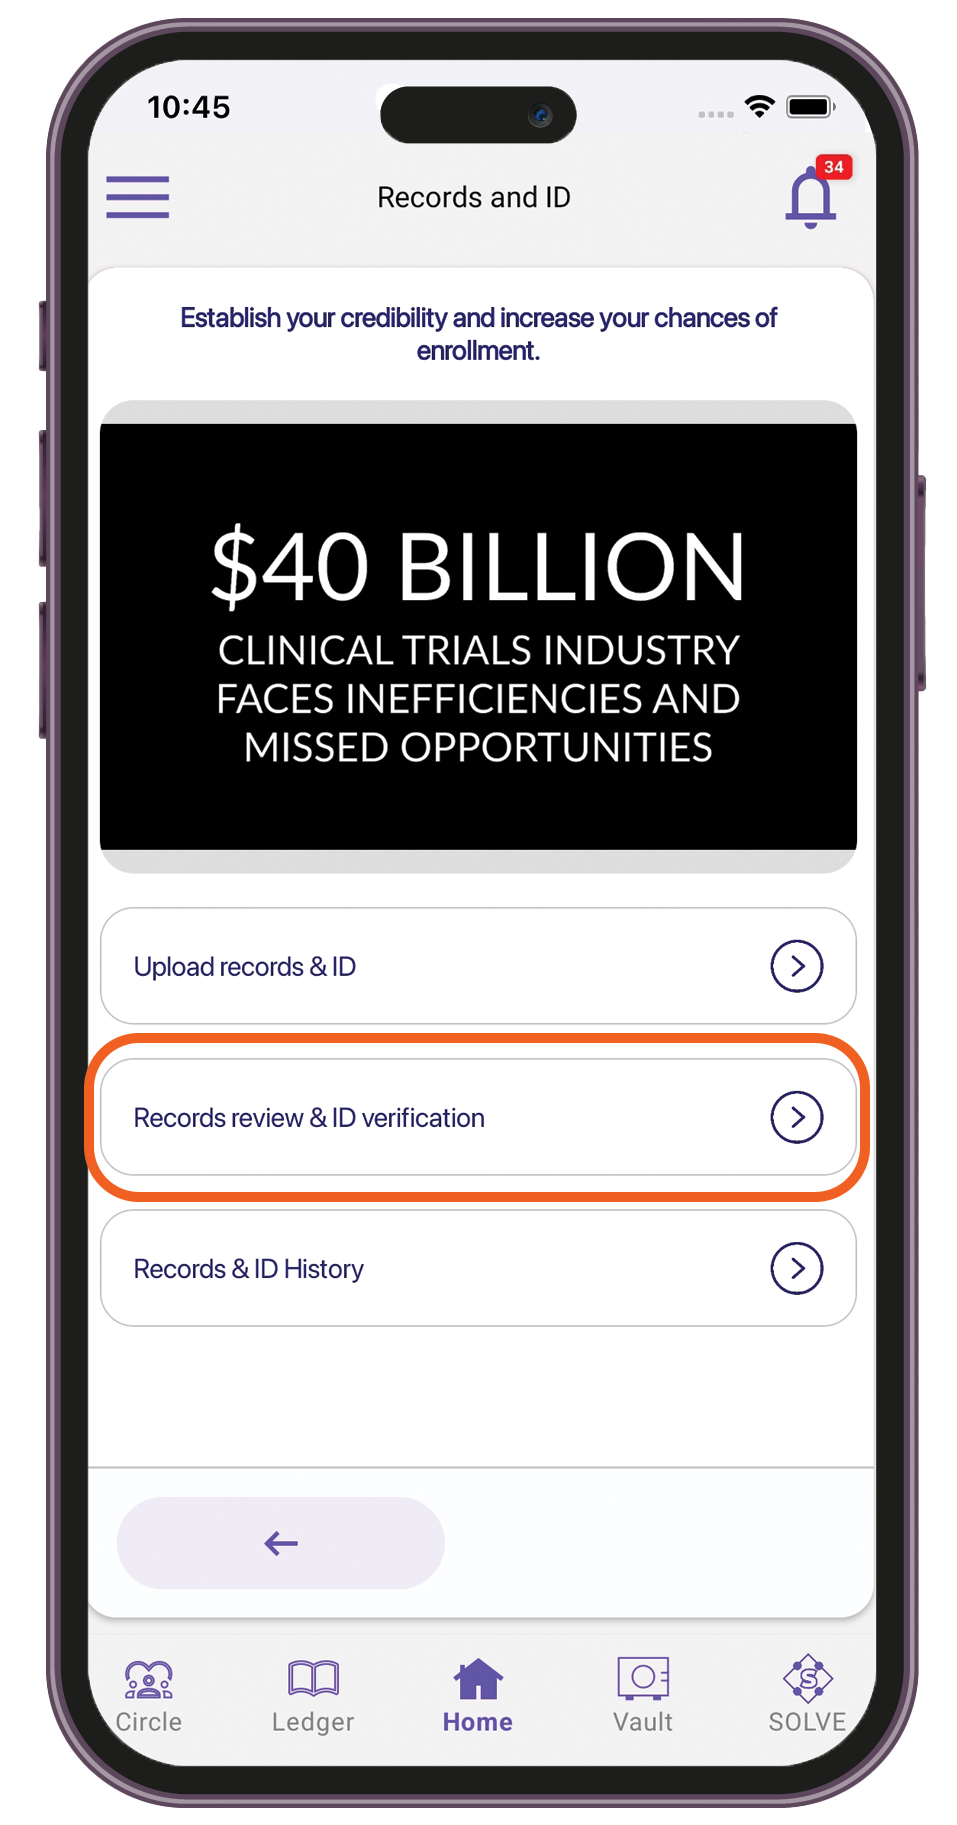 10:45
34
Records and ID
Establish your credibility and increase your chances of
enrollment.
$40 BILLION
CLINICAL TRIALS INDUSTRY
FACES INEFFICIENCIES AND
MISSED OPPORTUNITIES
Upload records & ID
Records review & ID verification
Records & ID History
S
Circle
Ledger
Home
Vault
SOLVE